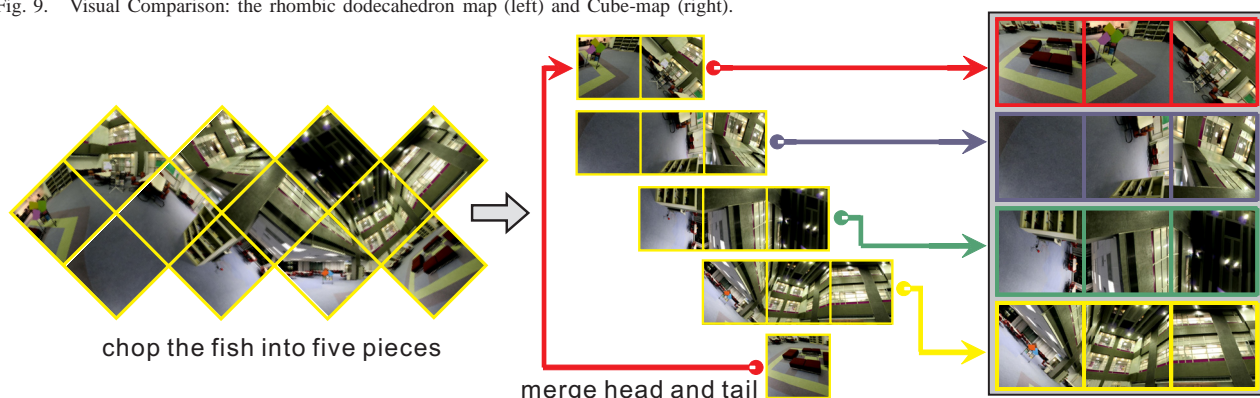 Fig. 9. Visual Comparison: the rhombic dodecahedron map (left) and Cube-map (right).
chop the fish into five pieces
merge head and tail